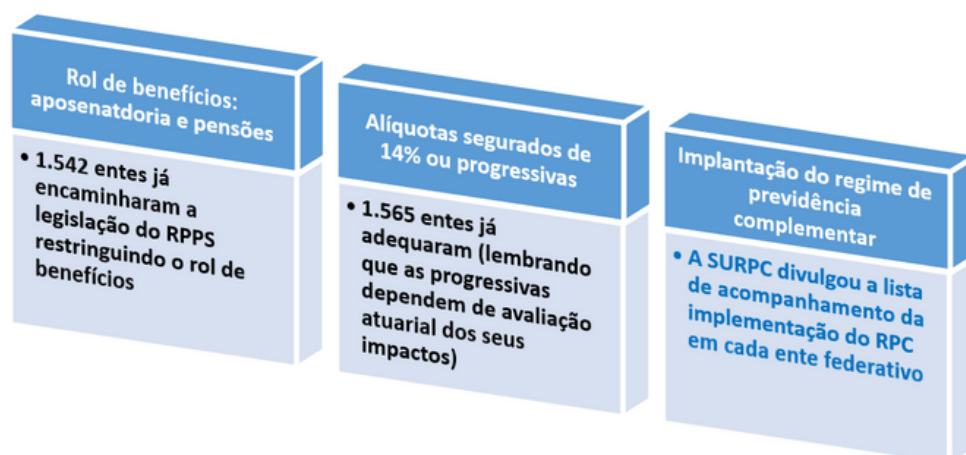 Rol de benefícios:
aposenatdoria e pensões
• 1.542 entes já
encaminharam a
legislação do RPPS
restringuindo o rol de
benefícios
Alíquotas segurados de
14% ou progressivas
• 1.565 entes já
adequaram (lembrando
que as progressivas
dependem de avaliação
atuarial dos seus
impactos)
Implantação do regime de
previdência
complementar
• A SURPC divulgou a lista
de acompanhamento da
implementação do RPC
em cada ente federativo